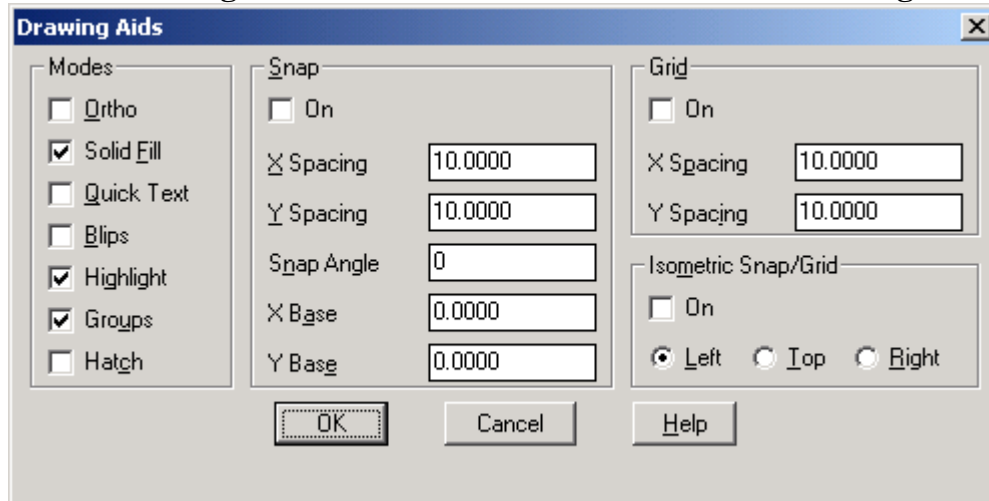 Drawing Aids
Modes
Ortho
Solid Fill
Quick Text
Blips
Highlight
Groups
Hatch
Snap
On
X Spacing 10.0000
Y Spacing 10.0000
Snap Angle 0
X Base 0.0000
Y Base 0.0000
Grid
On
X Spacing 10.0000
Y Spacing 10.0000
Isometric Snap/Grid
On
Left Top Right
OK Cancel Help